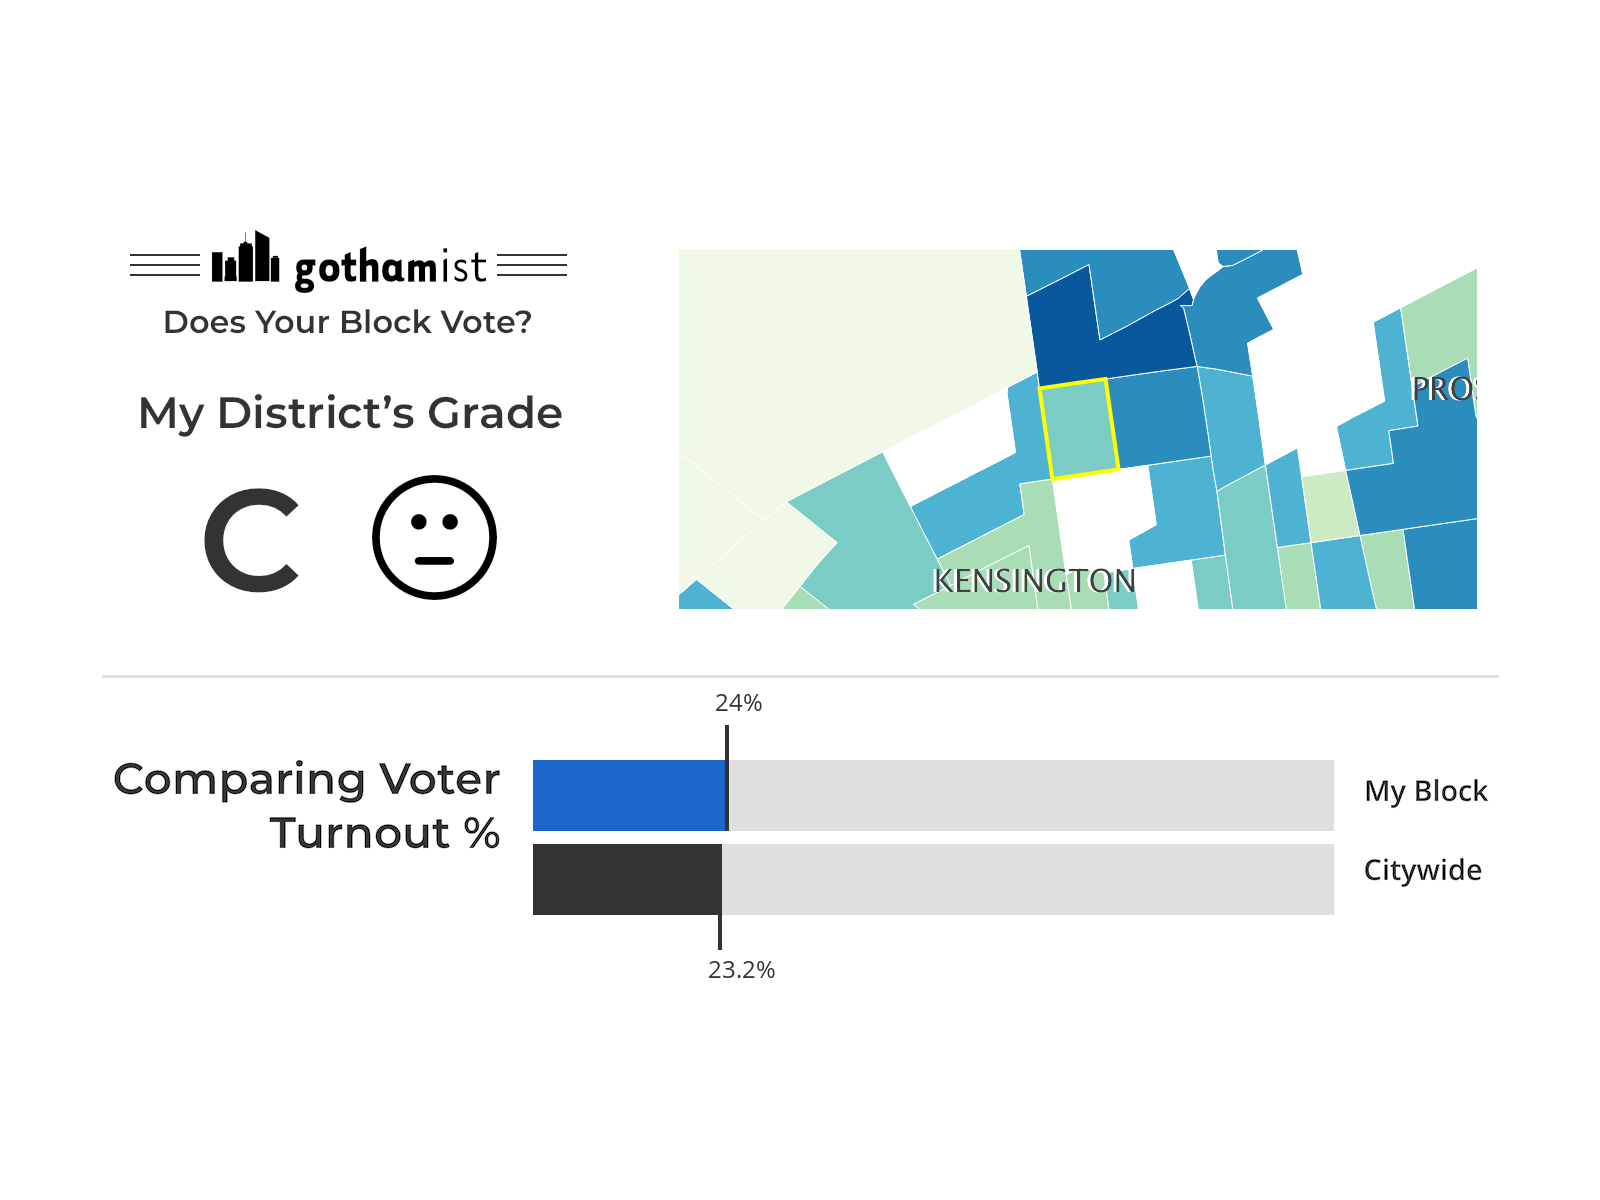 gothamist
Does Your Block Vote?
My District’s Grade
C
PROS
KENSINGTON
24%
Comparing Voter
Turnout %
My Block
Citywide
23.2%